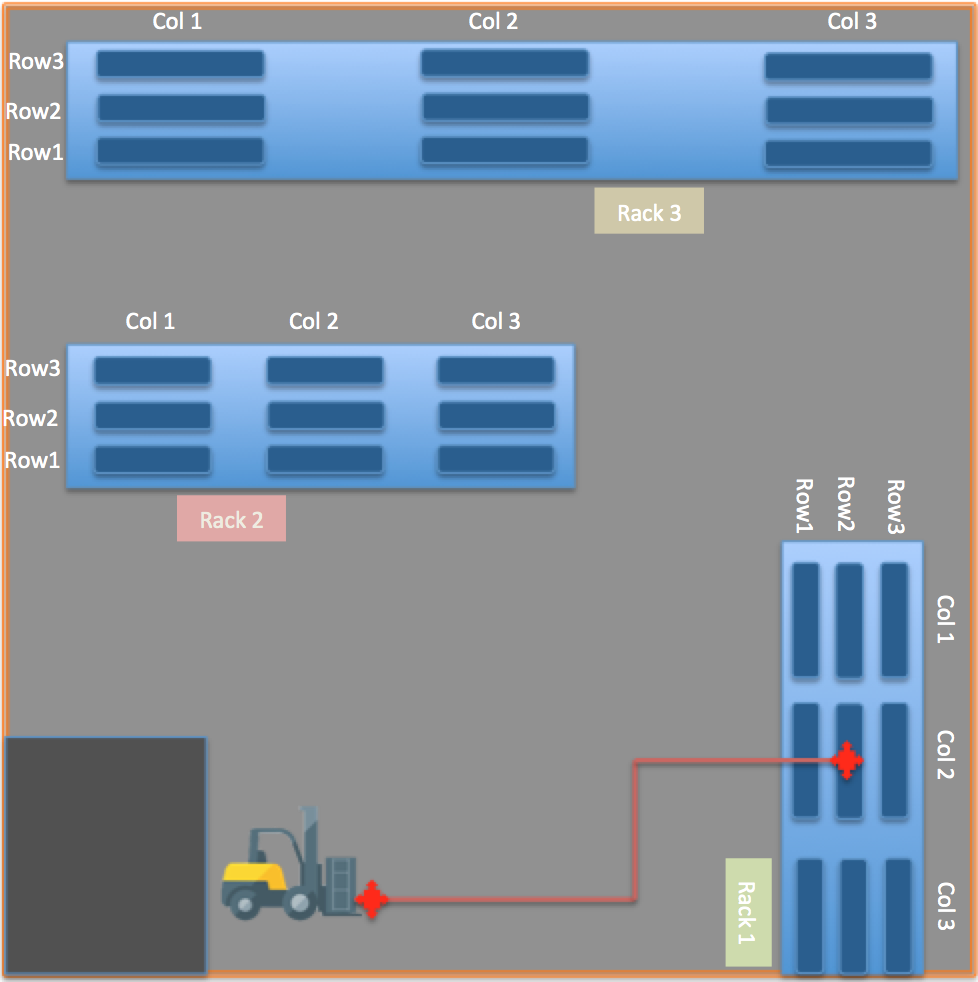 Col 1 Col 2 Col 3
Row3
Row2
Row1
Rack 3
Col 1 Col 2 Col 3
Row3
Row2
Row1
Rack 2
Row1 Row2 Row3
Col 1
Col 2
Col 3
Rack 1